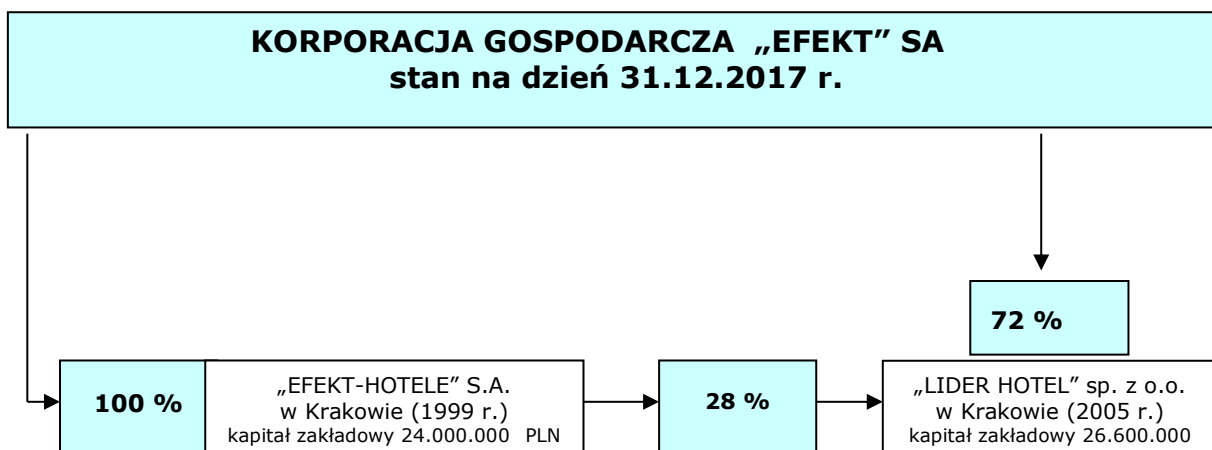 KORPORACJA GOSPODARCZA „EFEKT” SA
stan na dzień 31.12.2017 r.
72 %
100 %
„EFEKT-HOTELE” S.A.
w Krakowie (1999 r.)
kapitał zakładowy 24.000.000 PLN
28 %
„LIDER HOTEL” sp. z o.o.
w Krakowie (2005 r.)
kapitał zakładowy 26.600.000